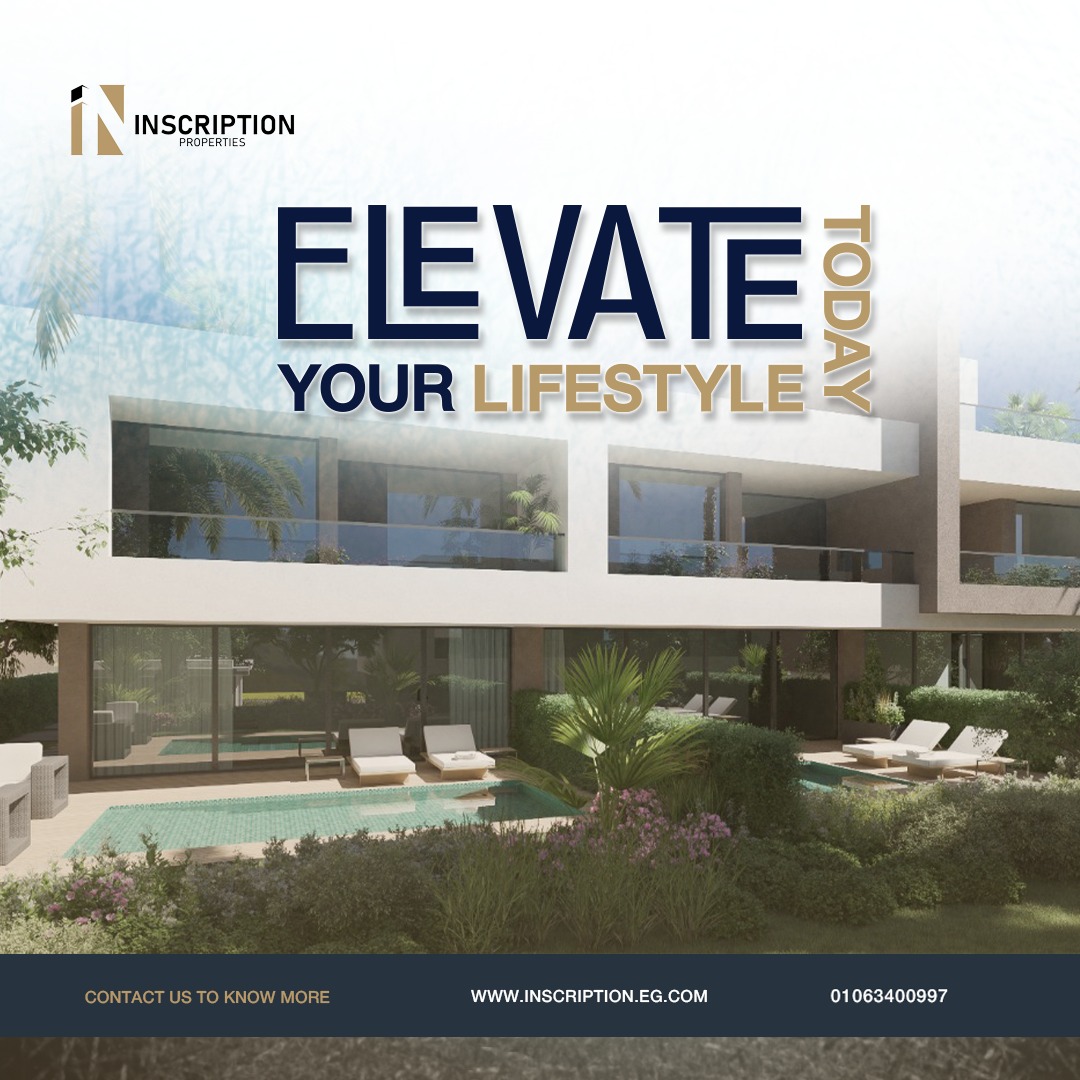 INSCRIPTION
PROPERTIES
ELEVATE
TODAY
YOUR LIFESTYLE
CONTACT US TO KNOW MORE
WWW.INSCRIPTION.EG.COM
01063400997